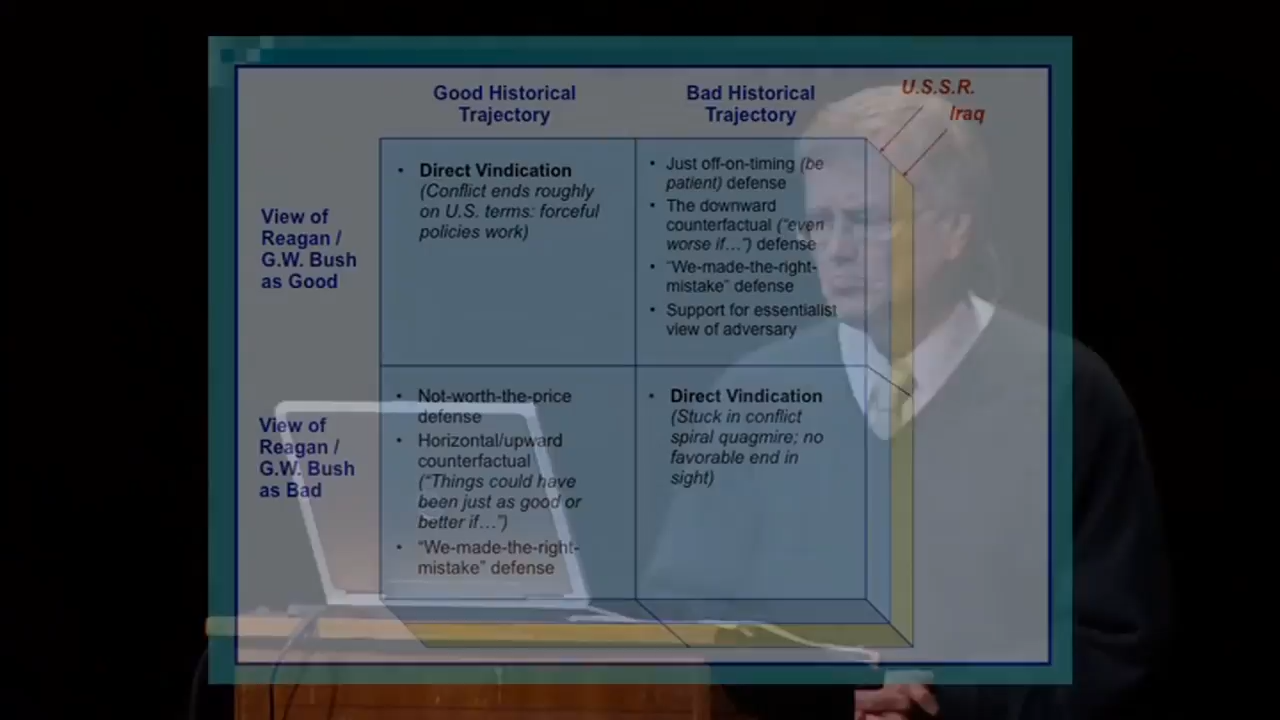 Good Historical
Trajectory
Bad Historical
Trajectory
U.S.S.R.
Iraq
View of
Reagan /
G.W. Bush
as Good
• Direct Vindication
(Conflict ends roughly
on U.S. terms: forceful
policies work)
• Just off-on-timing (be
patient) defense
• The downward
counterfactual (“even
worse if…”) defense
• “We-made-the-right-
mistake” defense
• Support for essentialist
view of adversary
View of
Reagan /
G.W. Bush
as Bad
• Not-worth-the-price
defense
• Horizontal/upward
counterfactual
(“Things could have
been just as good or
better if…”)
• “We-made-the-right-
mistake” defense
• Direct Vindication
(Stuck in conflict
spiral quagmire; no
favorable end in
sight)